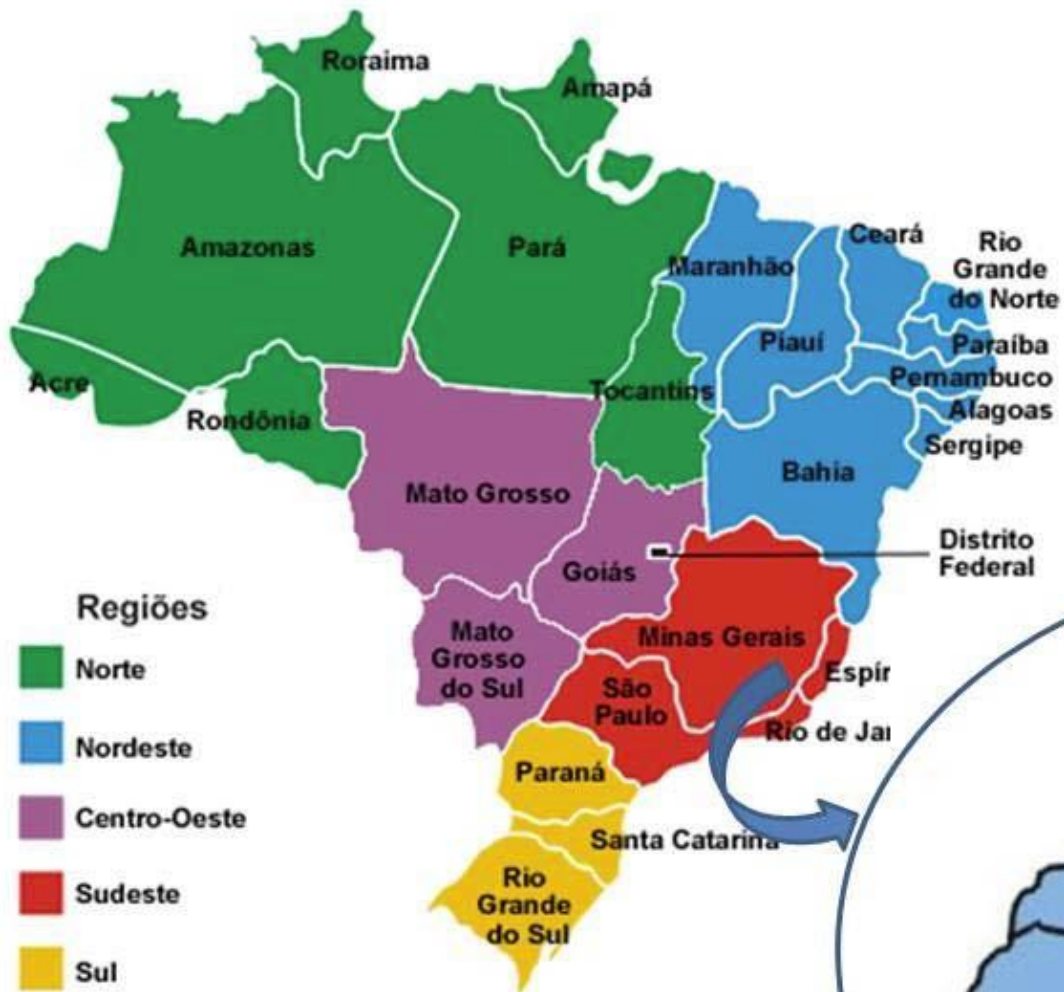 Roraima
Amapá
Amazonas
Pará
Maranhão
Ceará
Rio
Grande
do Norte
Piauí
Paraíba
Acre
Rondônia
Tocantins
Pernambuco
Alagoas
Sergipe
Bahia
Mato Grosso
Goiás
Distrito
Federal
Mato
Grosso
do Sul
Minas Gerais
São
Paulo
Espír
Rio de Jan
Paraná
Santa Catarina
Rio
Grande
do Sul
Regiões
Norte
Nordeste
Centro-Oeste
Sudeste
Sul